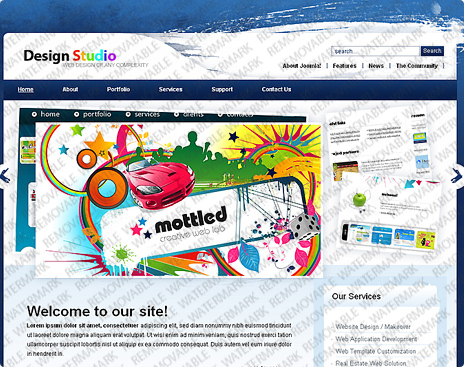 Design Studio
WEB DESIGN OF ANY COMPLEXITY
search...
Search
About Joomla! | Features | News | The Community |
Home About Portfolio Services Support Contact Us
home portfolio services clients contacts
mottled
creative web lab
Welcome to our site!
Lorem ipsum dolor sit amet, consectetuer adipiscing elit, sed diam nonummy nibh euismod tincidunt
ut laoreet dolore magna aliquam erat volutpat. Ut wisi enim ad minim veniam, quis nostrud exerci tation
ullamcorper suscipit lobortis nisl ut aliquip ex ea commodo consequat. Duis autem vel eum iriure dolor
in hendrerit in.
Our Services
Website Design / Makeover
Web Application Development
Web Template Customization
Real Estate Web Solution